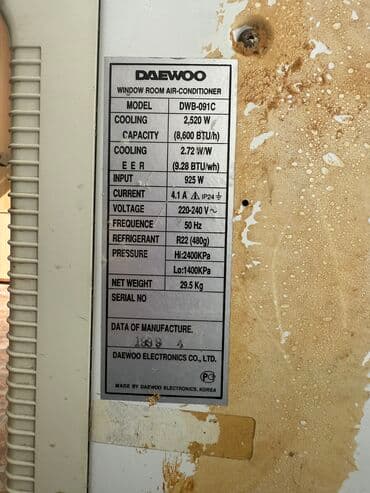 DAEWOO
WINDOW ROOM AIR-CONDITIONER
MODEL DWB-091C
COOLING 2,520 W
CAPACITY (8,600 BTU/h)
COOLING 2.72 W/W
E E R (9.28 BTU/wh)
INPUT 925 W
CURRENT 4.1 A IP24
VOLTAGE 220-240 V~
FREQUENCE 50 Hz
REFRIGERANT R22 (480g)
PRESSURE Hi:2400KPa
Lo:1400KPa
NET WEIGHT 29.5 Kg
SERIAL NO
DATA OF MANUFACTURE.
4
DAEWOO ELECTRONICS CO., LTD.
MADE BY DAEWOO ELECTRONICS, KOREA